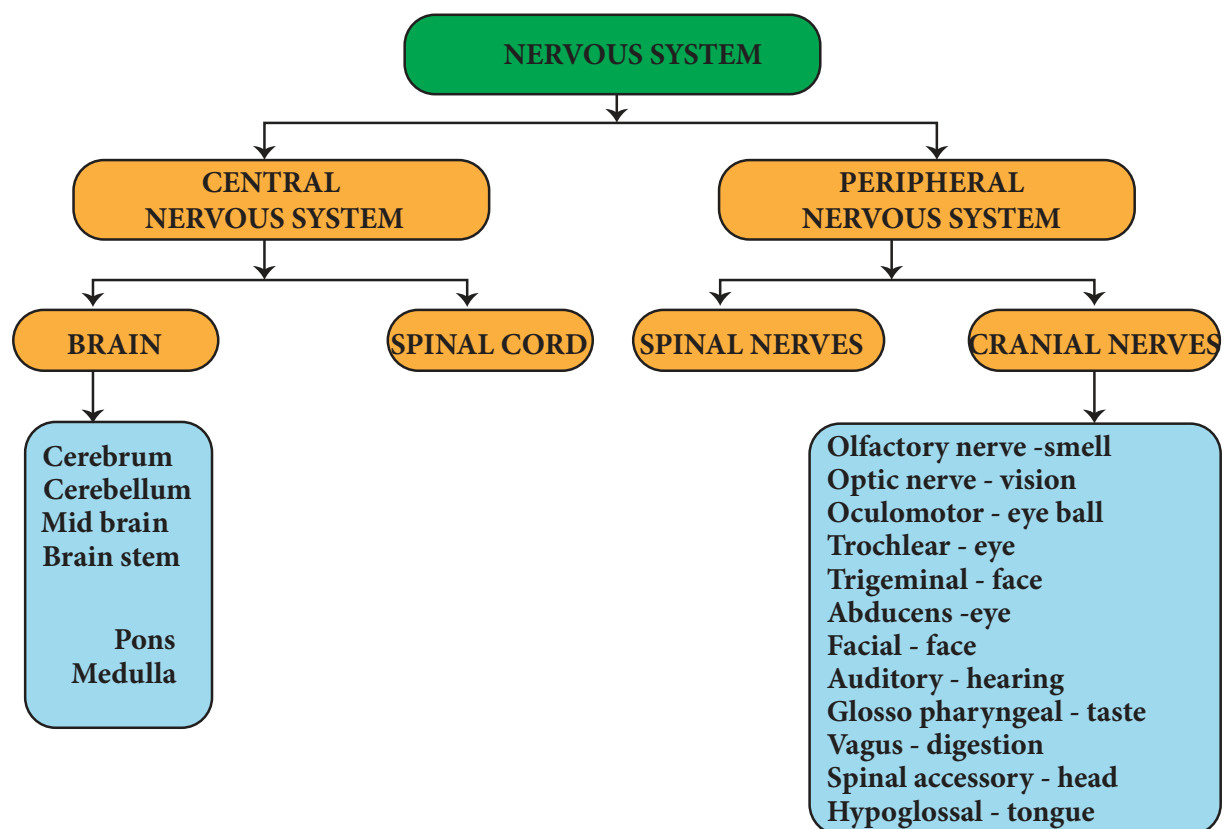 NERVOUS SYSTEM
CENTRAL
NERVOUS SYSTEM
PERIPHERAL
NERVOUS SYSTEM
BRAIN
SPINAL CORD
SPINAL NERVES
CRANIAL NERVES
Cerebrum
Cerebellum
Mid brain
Brain stem
Pons
Medulla
Olfactory nerve -smell
Optic nerve - vision
Oculomotor - eye ball
Trochlear - eye
Trigeminal - face
Abducens -eye
Facial - face
Auditory - hearing
Glosso pharyngeal - taste
Vagus - digestion
Spinal accessory - head
Hypoglossal - tongue